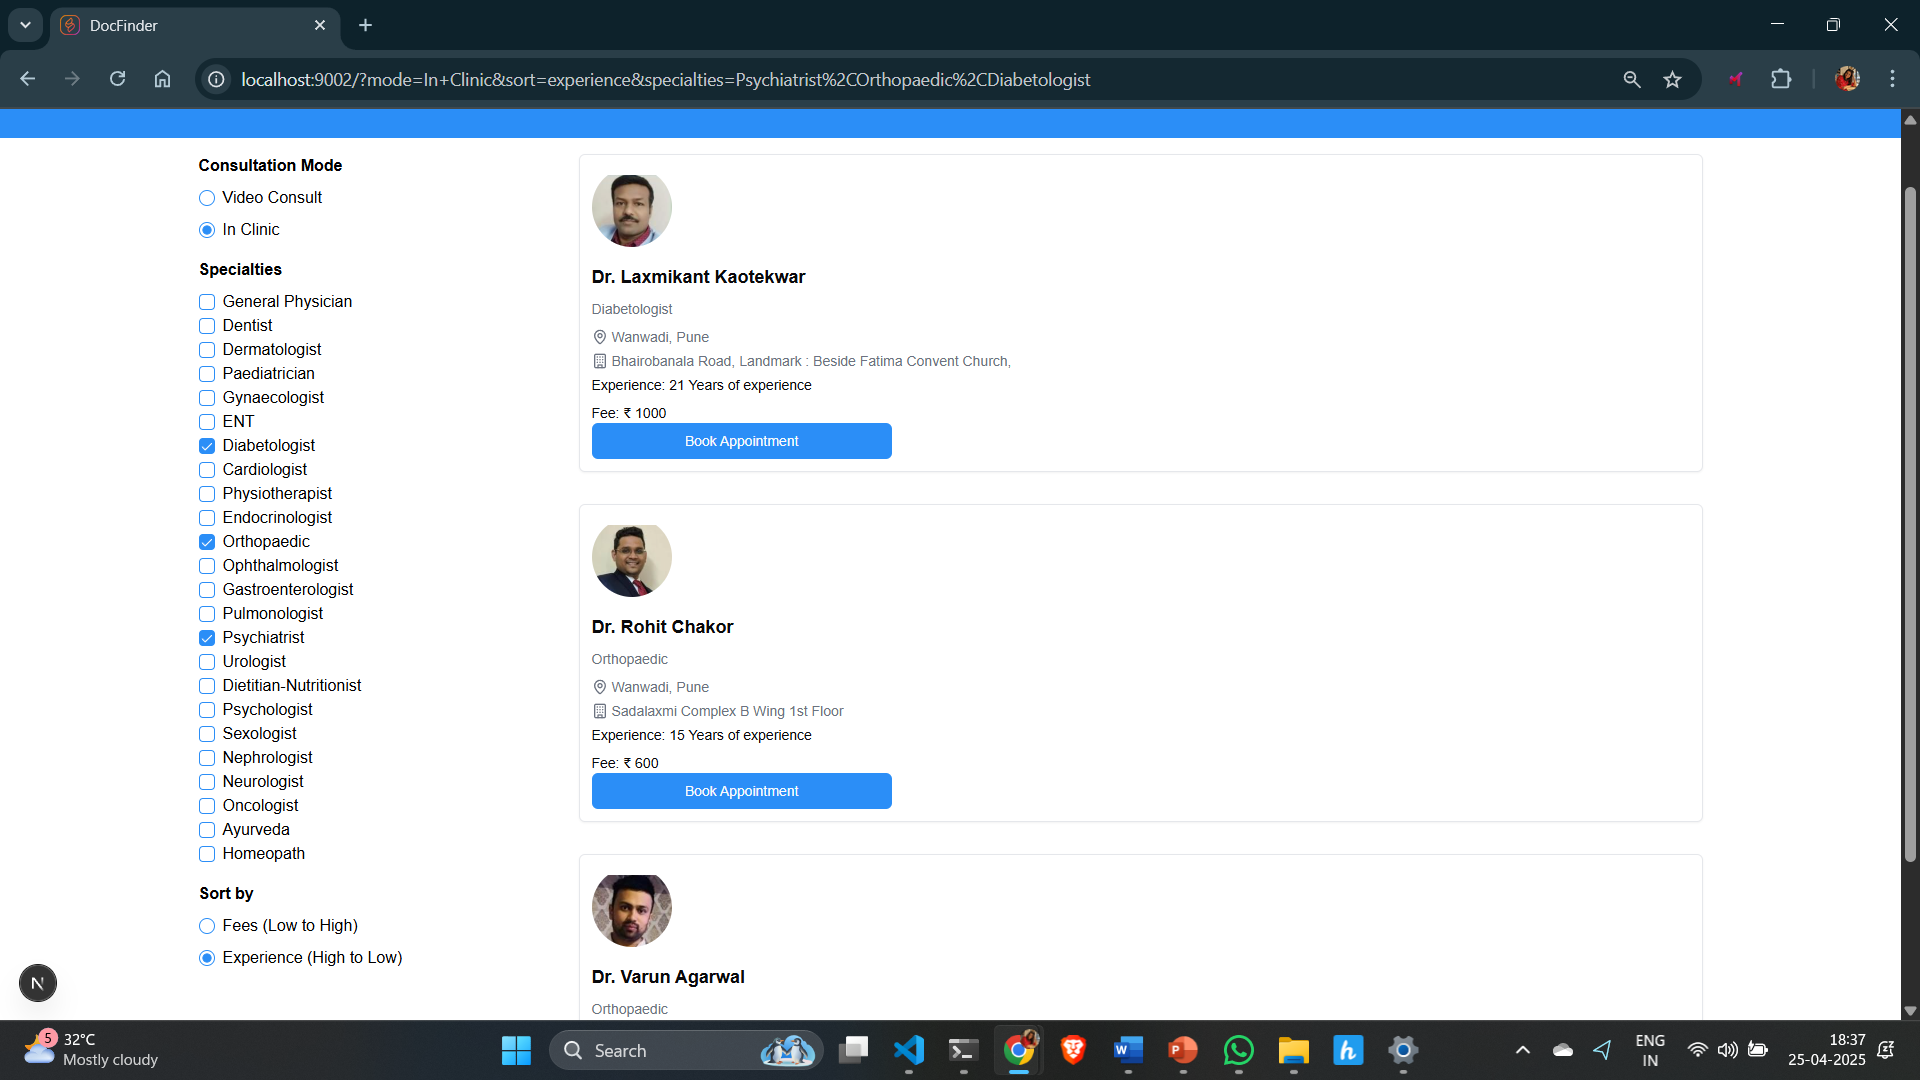 DocFinder
localhost:9002/?mode=In+Clinic&sort=experience&specialties=Psychiatrist%2COrthopaedic%2CDiabetologist
Consultation Mode
Video Consult
In Clinic
Specialties
General Physician
Dentist
Dermatologist
Paediatrician
Gynaecologist
ENT
Diabetologist
Cardiologist
Physiotherapist
Endocrinologist
Orthopaedic
Ophthalmologist
Gastroenterologist
Pulmonologist
Psychiatrist
Urologist
Dietitian-Nutritionist
Psychologist
Sexologist
Nephrologist
Neurologist
Oncologist
Ayurveda
Homeopath
Sort by
Fees (Low to High)
Experience (High to Low)
N
Dr. Laxmikant Kaotekwar
Diabetologist
Wanwadi, Pune
Bhairobanala Road, Landmark : Beside Fatima Convent Church,
Experience: 21 Years of experience
Fee: ₹ 1000
Book Appointment
Dr. Rohit Chakor
Orthopaedic
Wanwadi, Pune
Sadalaxmi Complex B Wing 1st Floor
Experience: 15 Years of experience
Fee: ₹ 600
Book Appointment
Dr. Varun Agarwal
Orthopaedic
5
32°C
Mostly cloudy
Search
W
P
h
ENG
IN
18:37
25-04-2025